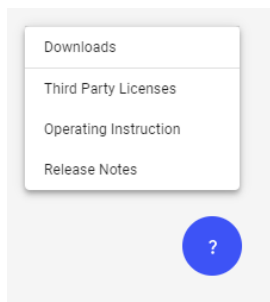 Downloads
Third Party Licenses
Operating Instruction
Release Notes
?